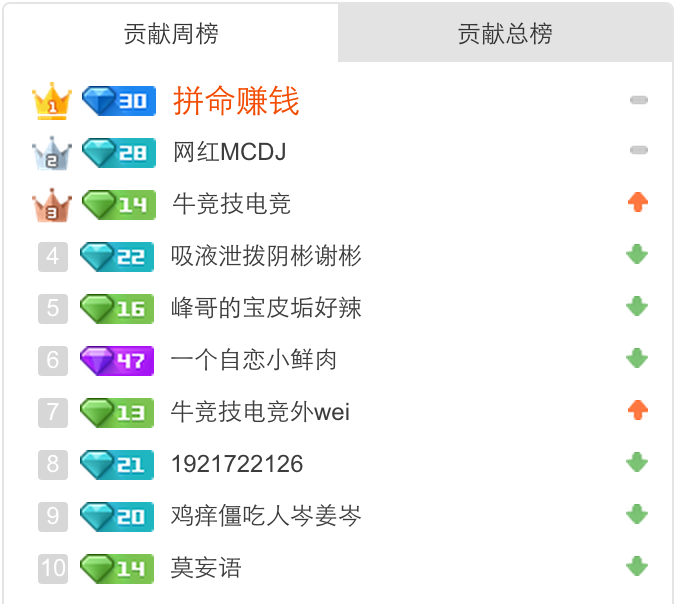 贡献周榜 贡献总榜
1 30 拼命赚钱
2 28 网红MCDJ
3 14 牛竞技电竞
4 22 吸液泄拨阴彬谢彬
5 16 峰哥的宝皮垢好辣
6 47 一个自恋小鲜肉
7 13 牛竞技电竞外wei
8 21 1921722126
9 20 鸡痒僵吃人岑姜岑
10 14 莫妄语